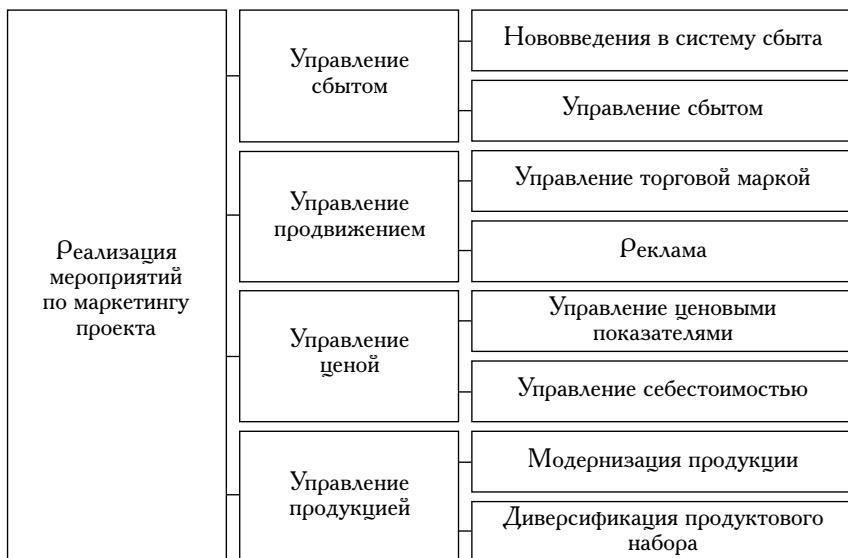 Реализация
мероприятий
по маркетингу
проекта
Управление
сбытом
Нововведения в систему сбыта
Управление сбытом
Управление
продвижением
Управление торговой маркой
Реклама
Управление
ценой
Управление ценовыми
показателями
Управление себестоимостью
Управление
продукцией
Модернизация продукции
Диверсификация продуктового
набора